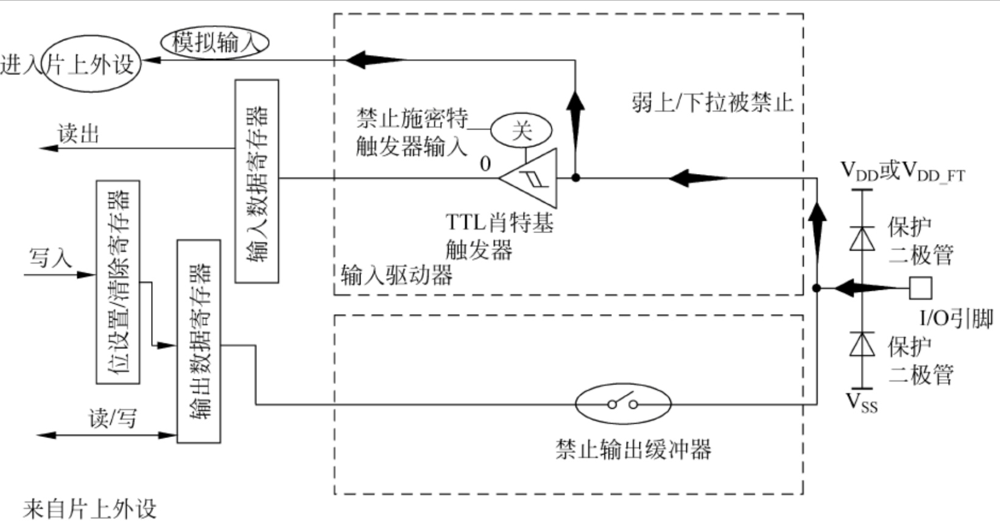 模拟输入
进入片上外设
弱上/下拉被禁止
禁止施密特
触发器输入
关
读出
0
输入数据寄存器
V_DD或V_DD_FT
TTL肖特基
触发器
保护
二极管
写入
位设置/清除寄存器
输入驱动器
输出数据寄存器
I/O引脚
保护
二极管
V_SS
读/写
禁止输出缓冲器
来自片上外设